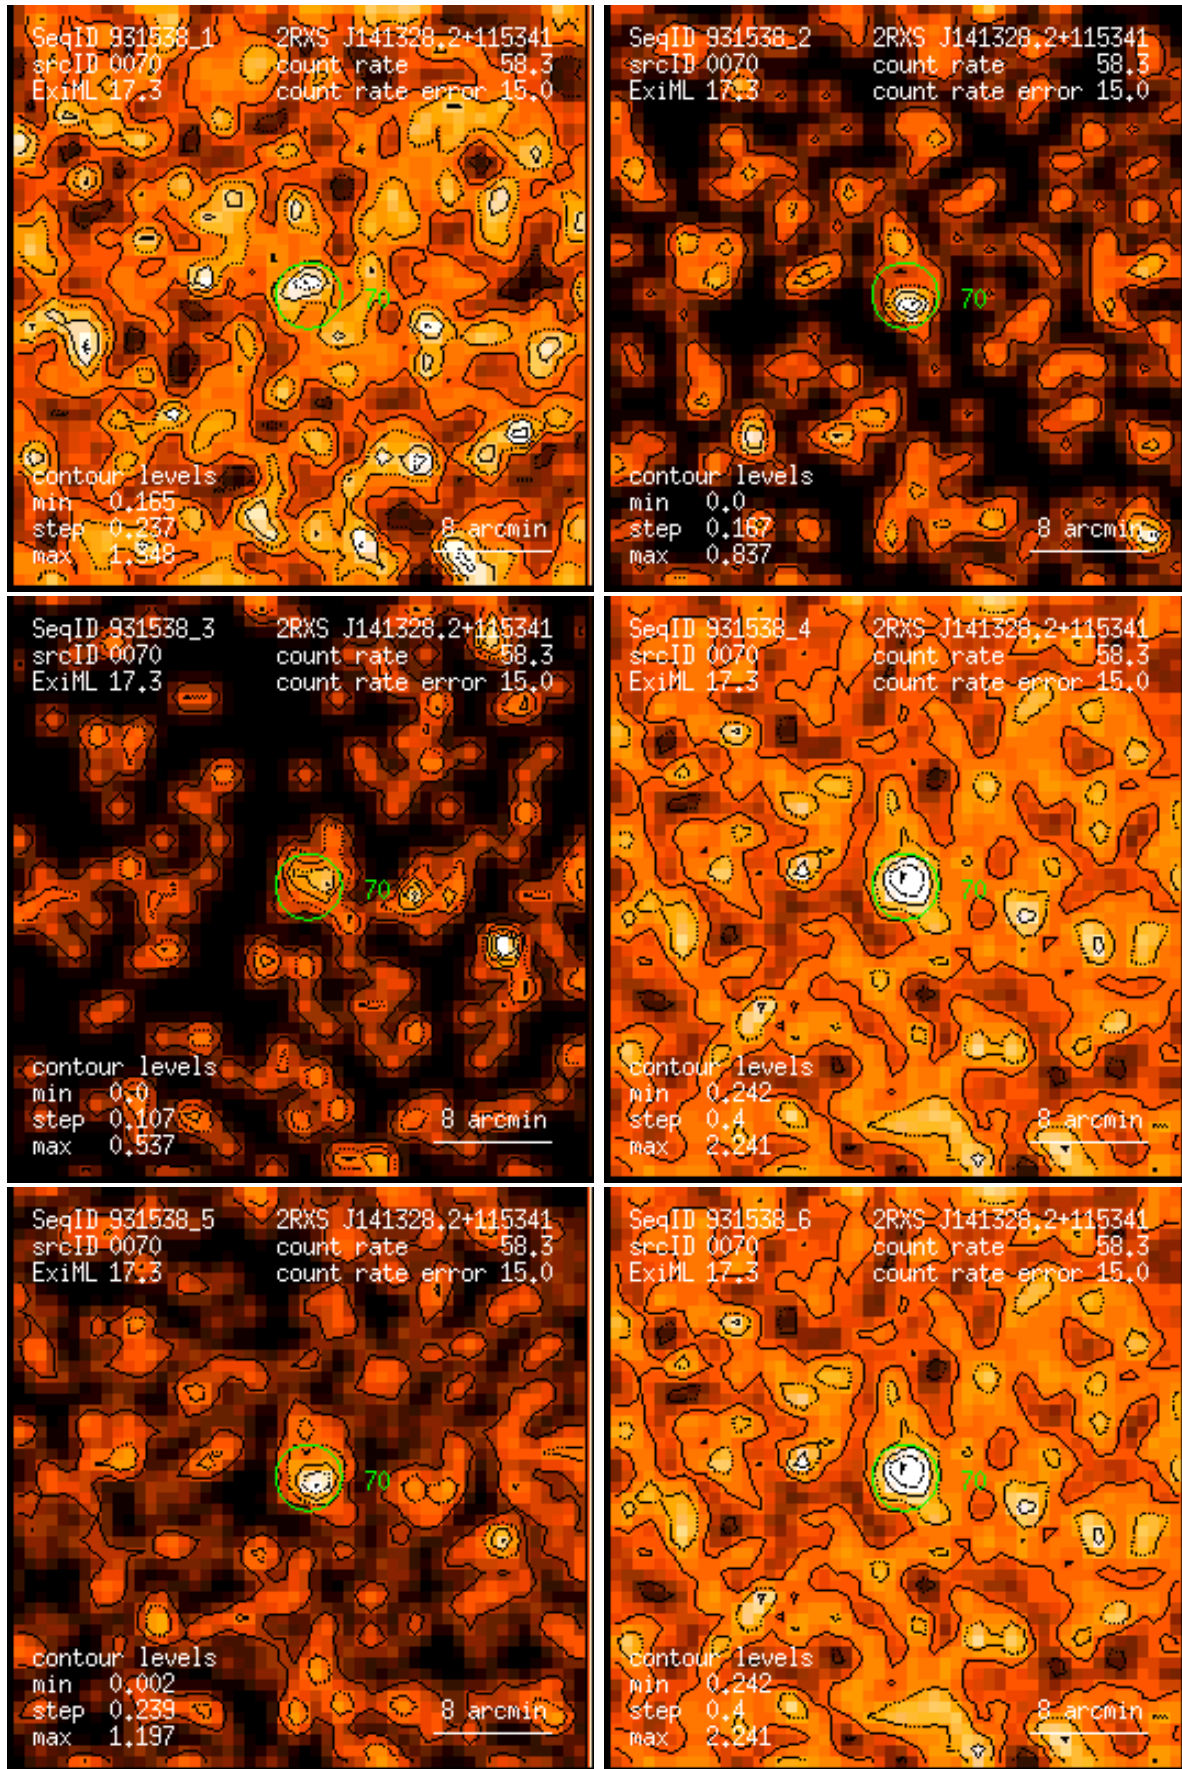 SeqID 931538_1 2RXS J141328.2+115341
srcID 0070 count rate 58.3
ExiML 17.3 count rate error 15.0
70
contour levels
min 0.165
step 0.237 8 arcmin
max 1.348
SeqID 931538_2 2RXS J141328.2+115341
srcID 0070 count rate 58.3
ExiML 17.3 count rate error 15.0
70
contour levels
min 0.0
step 0.167 8 arcmin
max 0.837
SeqID 931538_3 2RXS J141328.2+115341
srcID 0070 count rate 58.3
ExiML 17.3 count rate error 15.0
70
contour levels
min 0.0
step 0.107 8 arcmin
max 0.537
SeqID 931538_4 2RXS J141328.2+115341
srcID 0070 count rate 58.3
ExiML 17.3 count rate error 15.0
70
contour levels
min 0.242
step 0.4 8 arcmin
max 2.241
SeqID 931538_5 2RXS J141328.2+115341
srcID 0070 count rate 58.3
ExiML 17.3 count rate error 15.0
70
contour levels
min 0.002
step 0.239 8 arcmin
max 1.197
SeqID 931538_6 2RXS J141328.2+115341
srcID 0070 count rate 58.3
ExiML 17.3 count rate error 15.0
70
contour levels
min 0.242
step 0.4 8 arcmin
max 2.241